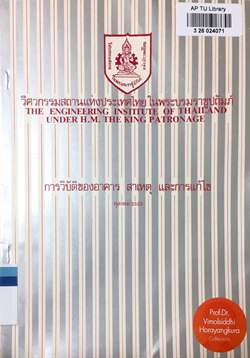 AP TU Library
3 26 024071
วิศวกรรมสถานแห่งประเทศไทย ในพระบรมราชูปถัมภ์
THE ENGINEERING INSTITUTE OF THAILAND
UNDER H.M. THE KING PATRONAGE
การวิบัติของอาคาร สาเหตุ และการแก้ไข
Prof.Dr.
Vimolsiddhi
Horayangkura
Collections